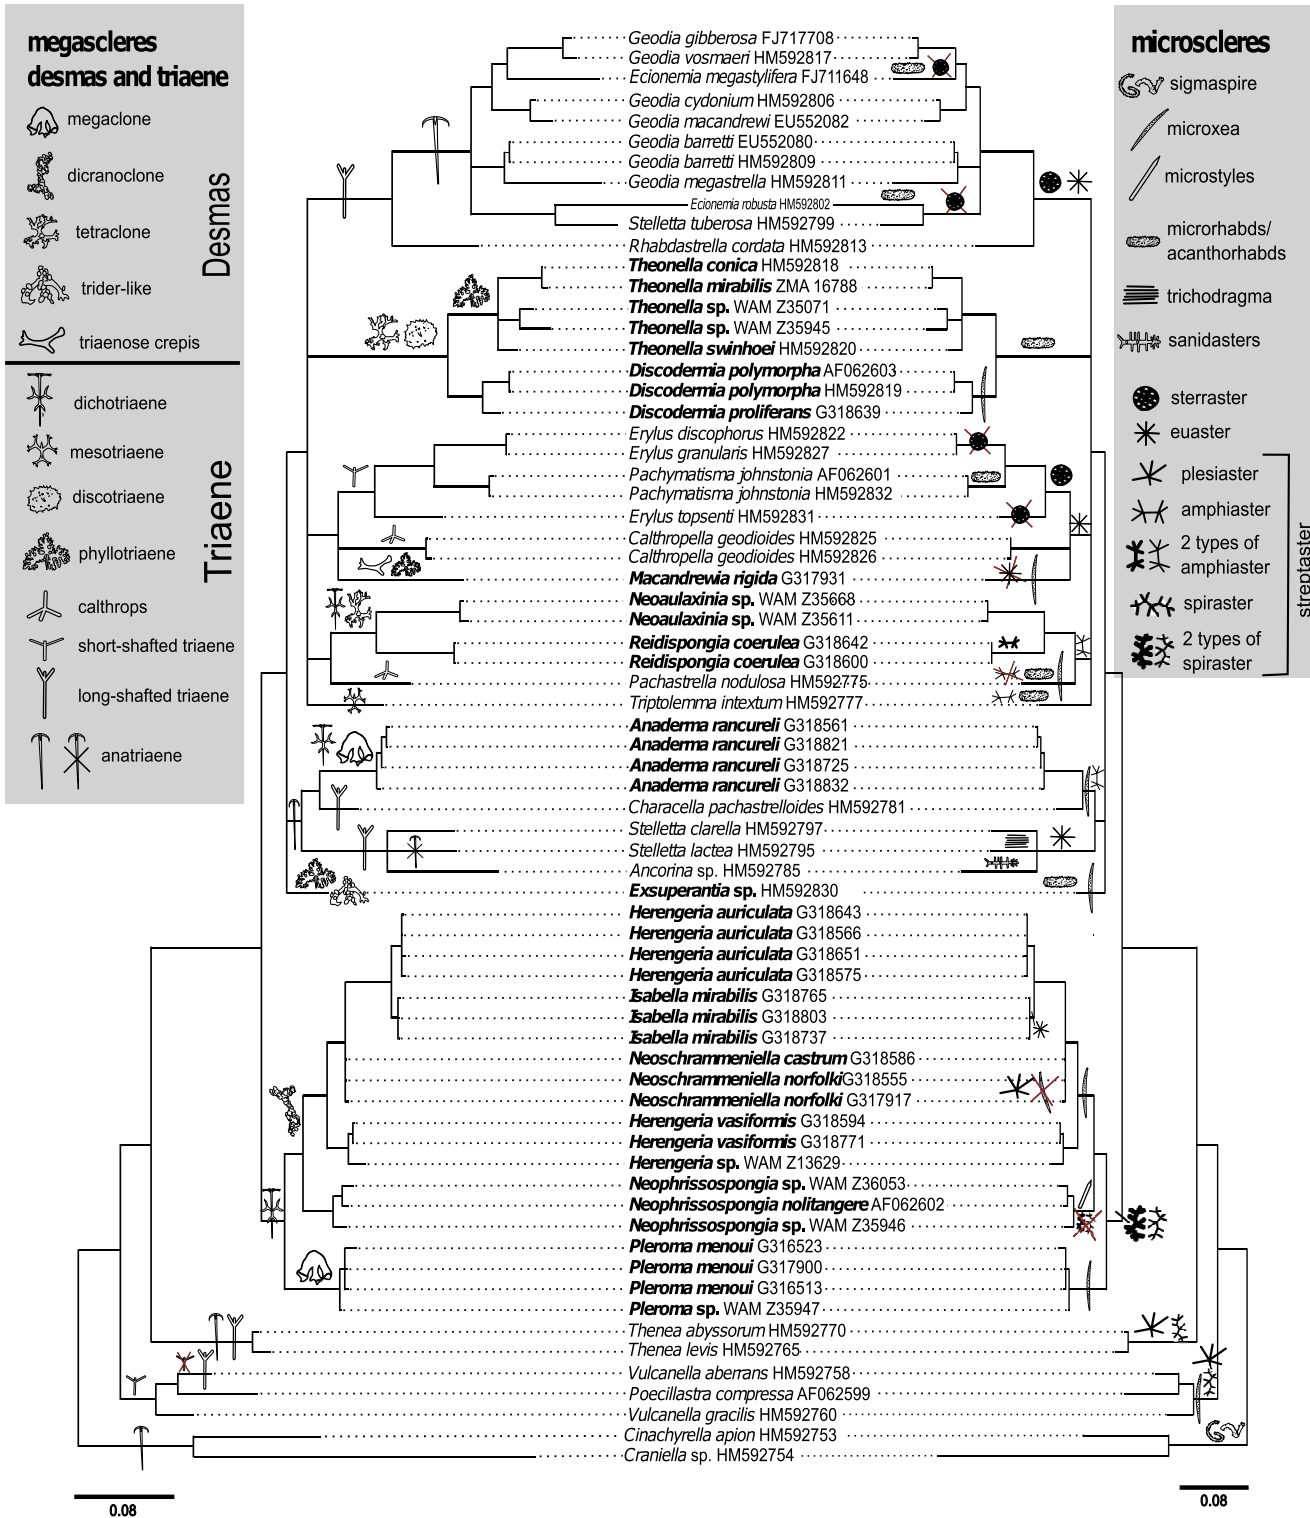 megascleres
desmas and triaene
megaclone
dicranoclone
tetraclone
trider-like
triaenose crepis
Desmas
dichotriaene
mesotriaene
discotriaene
phyllotriaene
calthrops
short-shafted triaene
long-shafted triaene
anatriaene
Triaene
Geodia gibberosa FJ717708
Geodia vosmaeri HM592817
Ecionemia megastylifera FJ711648
Geodia cydonium HM592806
Geodia macandrewi EU552082
Geodia barretti EU552080
Geodia barretti HM592809
Geodia megastrella HM592811
Ecionemia robusta HM592802
Stelletta tuberosa HM592799
Rhabdastrella cordata HM592813
Theonella conica HM592818
Theonella mirabilis ZMA 16788
Theonella sp. WAM Z35071
Theonella sp. WAM Z35945
Theonella swinhoei HM592820
Discodermia polymorpha AF062603
Discodermia polymorpha HM592819
Discodermia proliferans G318639
Erylus discophorus HM592822
Erylus granularis HM592827
Pachymatisma johnstonia AF062601
Pachymatisma johnstonia HM592832
Erylus topsenti HM592831
Calthropella geodioides HM592825
Calthropella geodioides HM592826
Macandrewia rigida G317931
Neoaulaxinia sp. WAM Z35668
Neoaulaxinia sp. WAM Z35611
Reidispongia coerulea G318642
Reidispongia coerulea G318600
Pachastrella nodulosa HM592775
Triptolemma intextum HM592777
Anaderma rancureli G318561
Anaderma rancureli G318821
Anaderma rancureli G318725
Anaderma rancureli G318832
Characella pachastrelloides HM592781
Stelletta clarella HM592797
Stelletta lactea HM592795
Ancorina sp. HM592785
Exsuperantia sp. HM592830
Herengeria auriculata G318643
Herengeria auriculata G318566
Herengeria auriculata G318651
Herengeria auriculata G318575
Isabella mirabilis G318765
Isabella mirabilis G318803
Isabella mirabilis G318737
Neoschrammeniella castrum G318586
Neoschrammeniella norfolki G318555
Neoschrammeniella norfolki G317917
Herengeria vasiformis G318594
Herengeria vasiformis G318771
Herengeria sp. WAM Z13629
Neophrissospongia sp. WAM Z36053
Neophrissospongia nolitangere AF062602
Neophrissospongia sp. WAM Z35946
Pleroma menoui G316523
Pleroma menoui G317900
Pleroma menoui G316513
Pleroma sp. WAM Z35947
Thenea abyssorum HM592770
Thenea levis HM592765
Vulcanella aberrans HM592758
Poecillastra compressa AF062599
Vulcanella gracilis HM592760
Cinachyrella apion HM592753
Craniella sp. HM592754
0.08
0.08
microscleres
sigmaspire
microxea
microstyles
microrhabds/
acanthorhabds
trichodragma
sanidasters
sterraster
euaster
plesiaster
amphiaster
2 types of
amphiaster
spiraster
2 types of
spiraster
streptaster